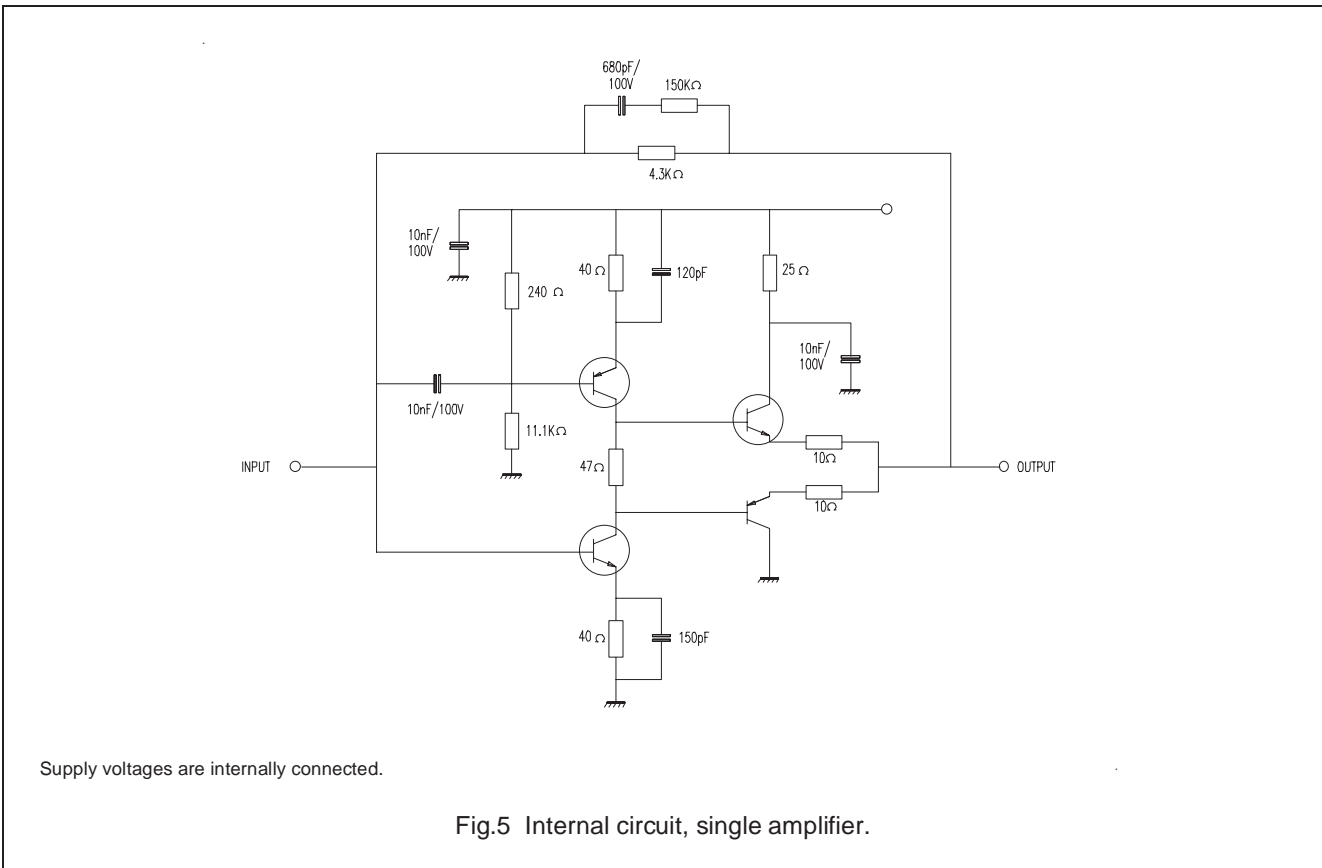 680pF/
100V
150KΩ
4.3KΩ
10nF/
100V
240 Ω
40 Ω
120pF
25 Ω
10nF/
100V
10nF/100V
11.1KΩ
47Ω
10Ω
INPUT
OUTPUT
10Ω
40 Ω
150pF
Supply voltages are internally connected.
Fig.5 Internal circuit, single amplifier.